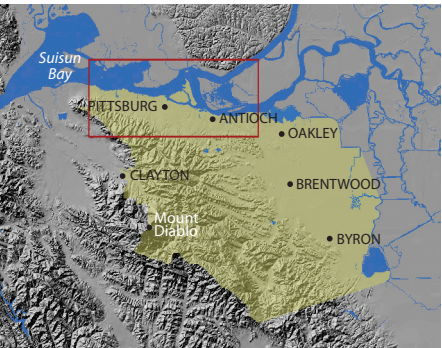 Suisun
Bay
PITTSBURG
ANTIOCH
OAKLEY
CLAYTON
BRENTWOOD
Mount
Diablo
BYRON